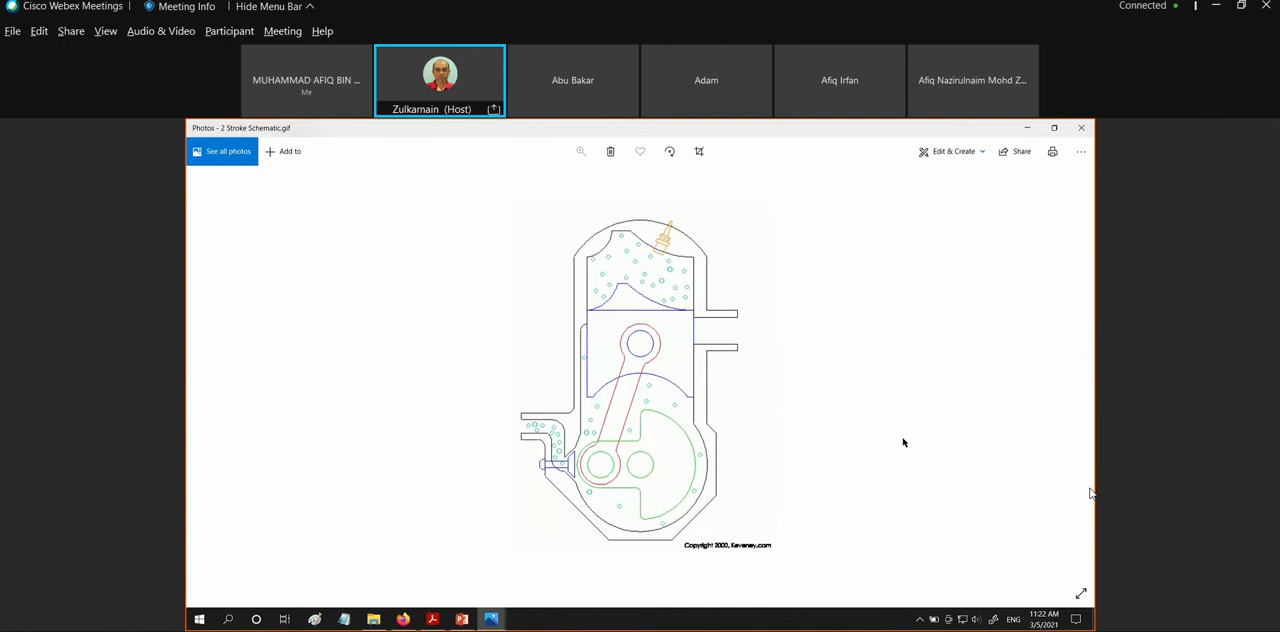 Cisco Webex Meetings
Meeting Info
Hide Menu Bar
Connected
File Edit Share View Audio & Video Participant Meeting Help
MUHAMMAD AFIQ BIN ...
Me
Zulkarnain (Host)
Abu Bakar
Adam
Afiq Irfan
Afiq Nazirulnaim Mohd Z...
Photos - 2 Stroke Schematic.gif
See all photos
Add to
Edit & Create
Share
Copyright 2000, Keveney.com
ENG
11:22 AM
3/5/2021